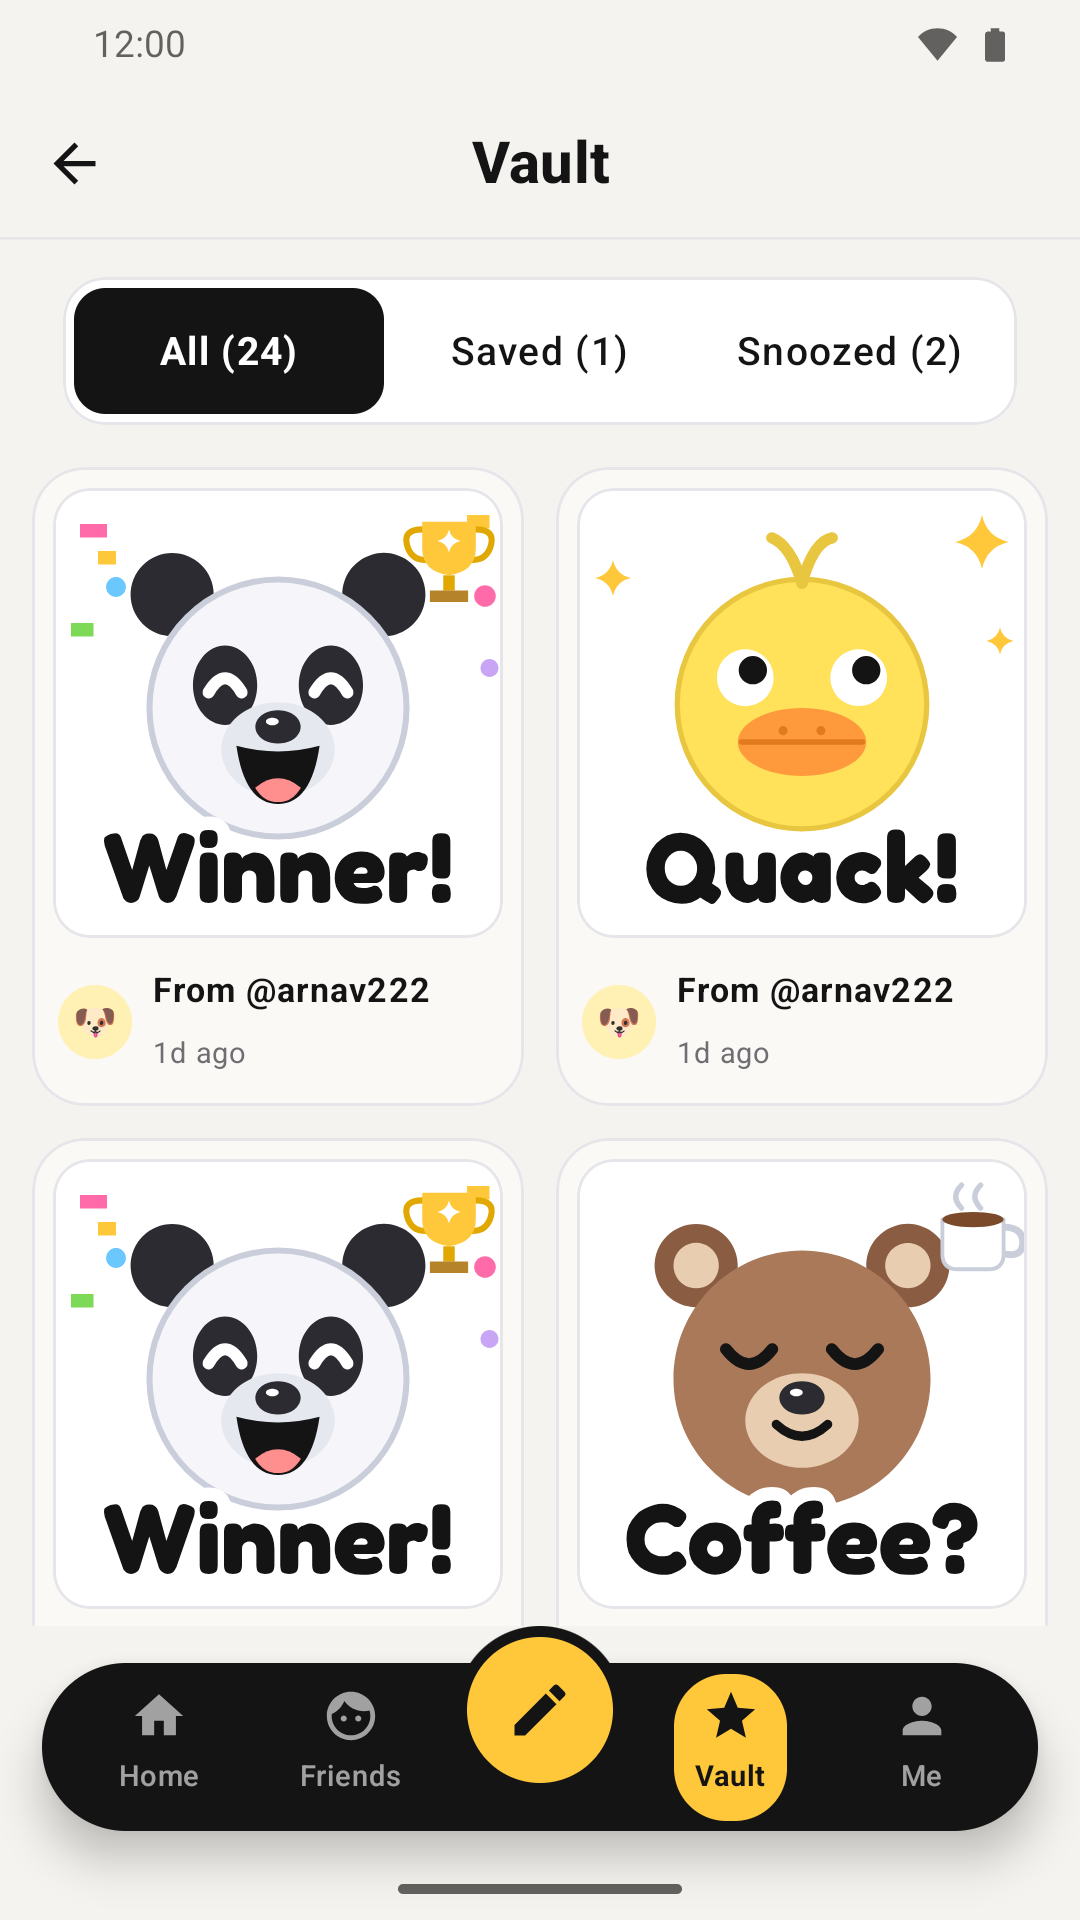 12:00
Vault
All (24)
Saved (1)
Snoozed (2)
Winner!
Quack!
From @arnav222
1d ago
From @arnav222
1d ago
Winner!
Coffee?
Home
Friends
Vault
Me